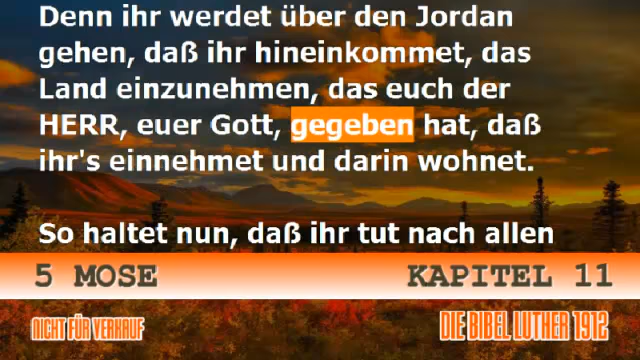 Denn ihr werdet über den Jordan
gehen, daß ihr hineinkommet, das
Land einzunehmen, das euch der
HERR, euer Gott, gegeben hat, daß
ihr's einnehmet und darin wohnet.
So haltet nun, daß ihr tut nach allen
5 MOSE KAPITEL 11
NICHT FÜR VERKAUF DIE BIBEL LUTHER 1912